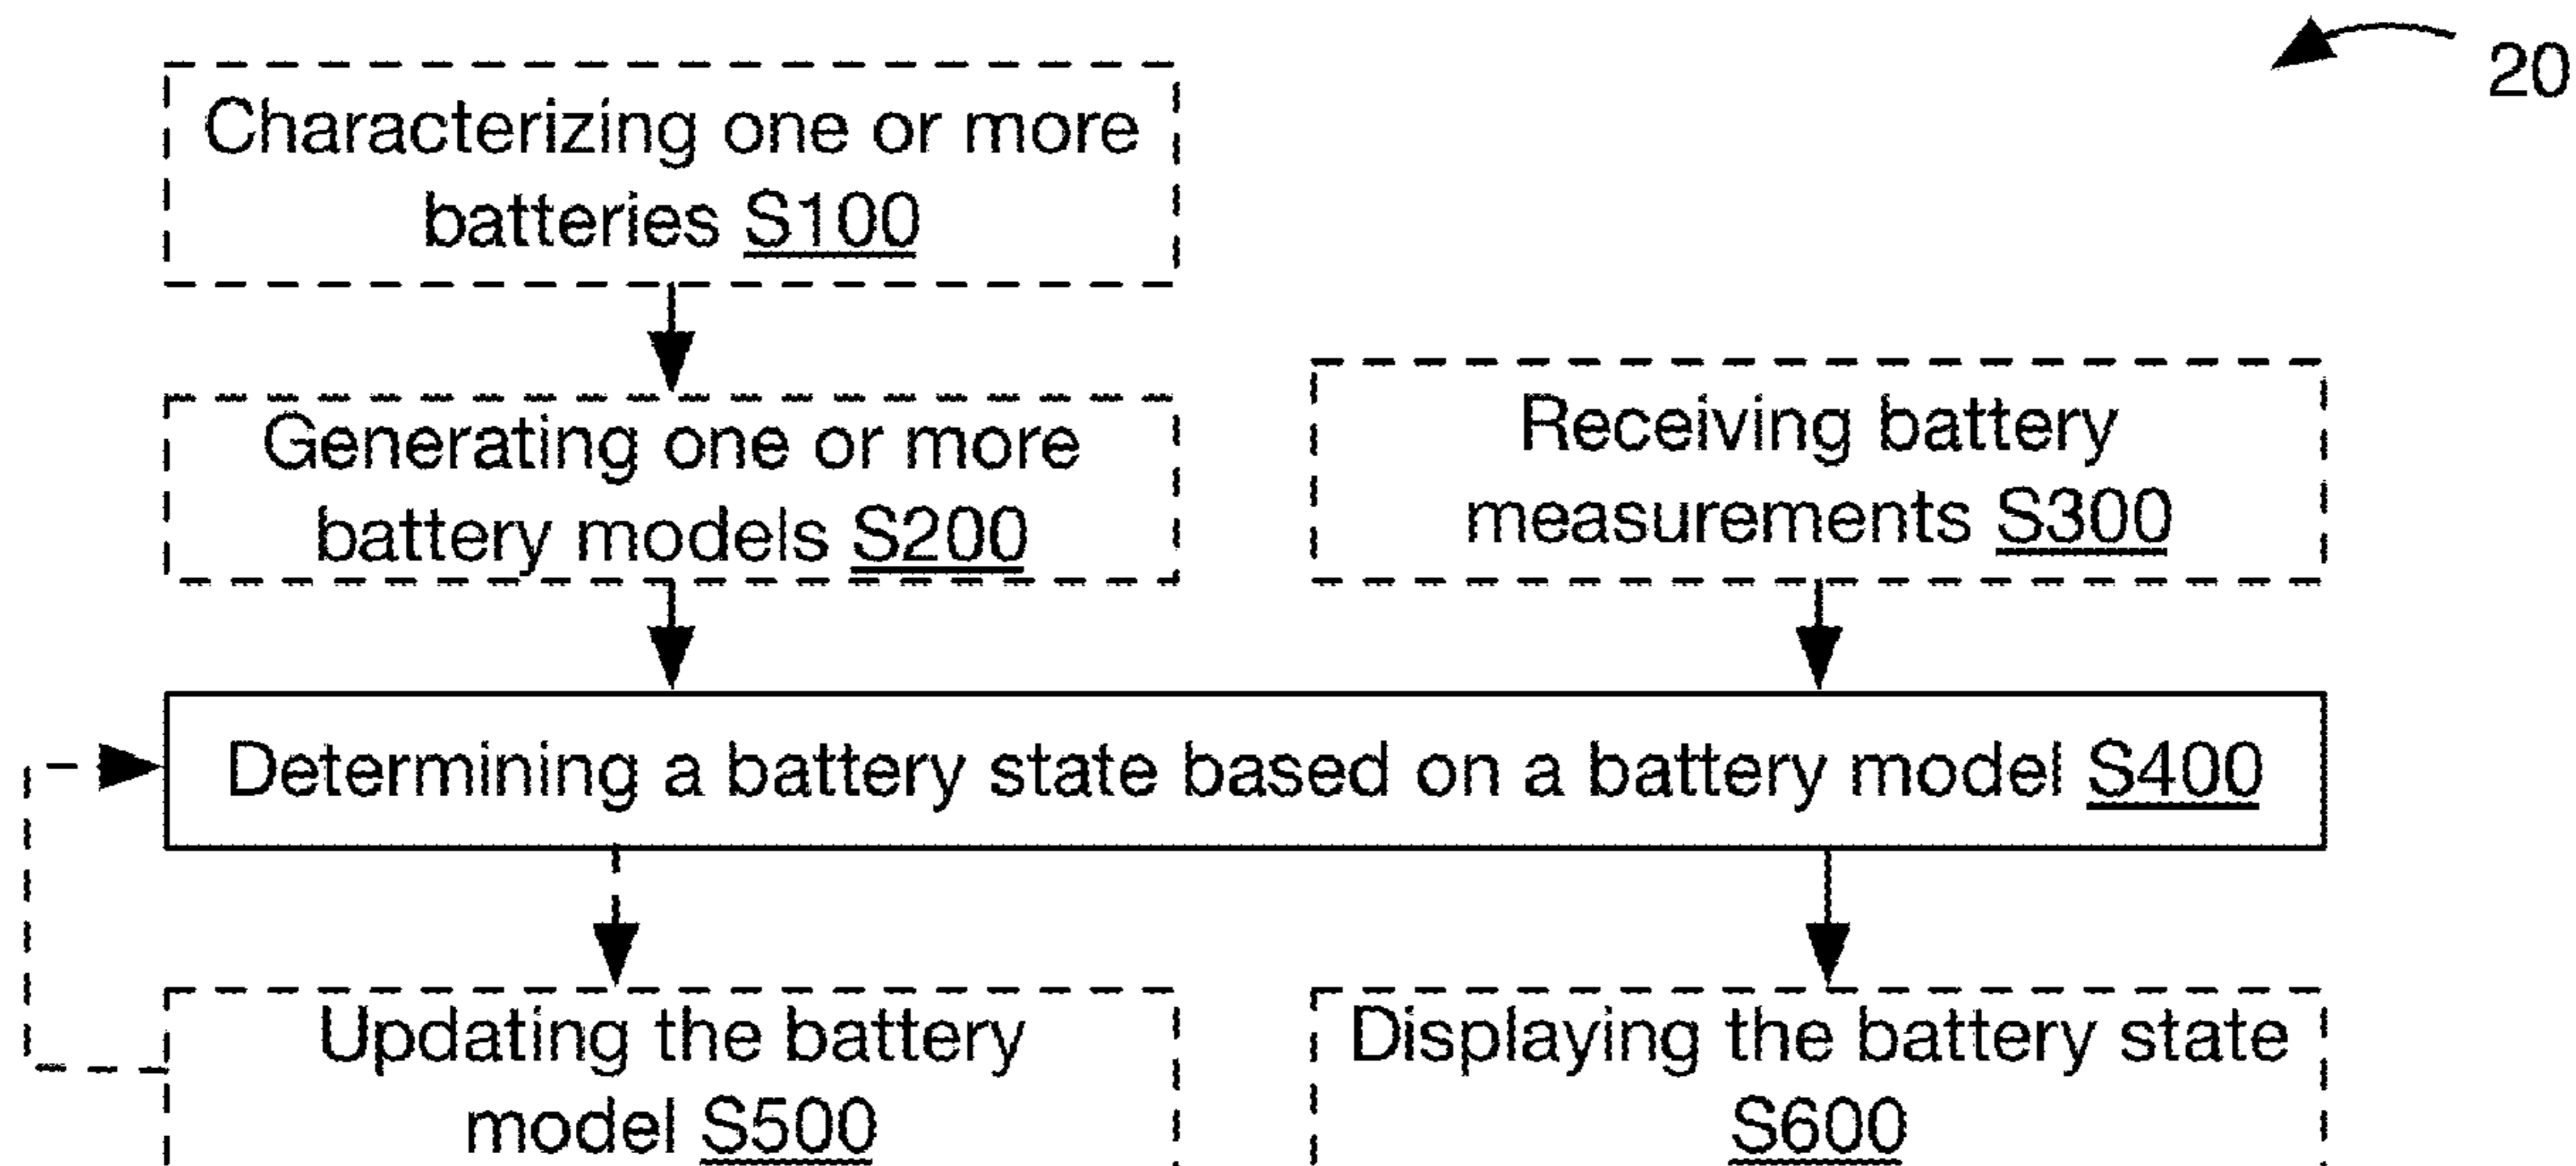 20
Characterizing one or more
batteries S100
Generating one or more
battery models S200
Receiving battery
measurements S300
Determining a battery state based on a battery model S400
Updating the battery
model S500
Displaying the battery state
S600